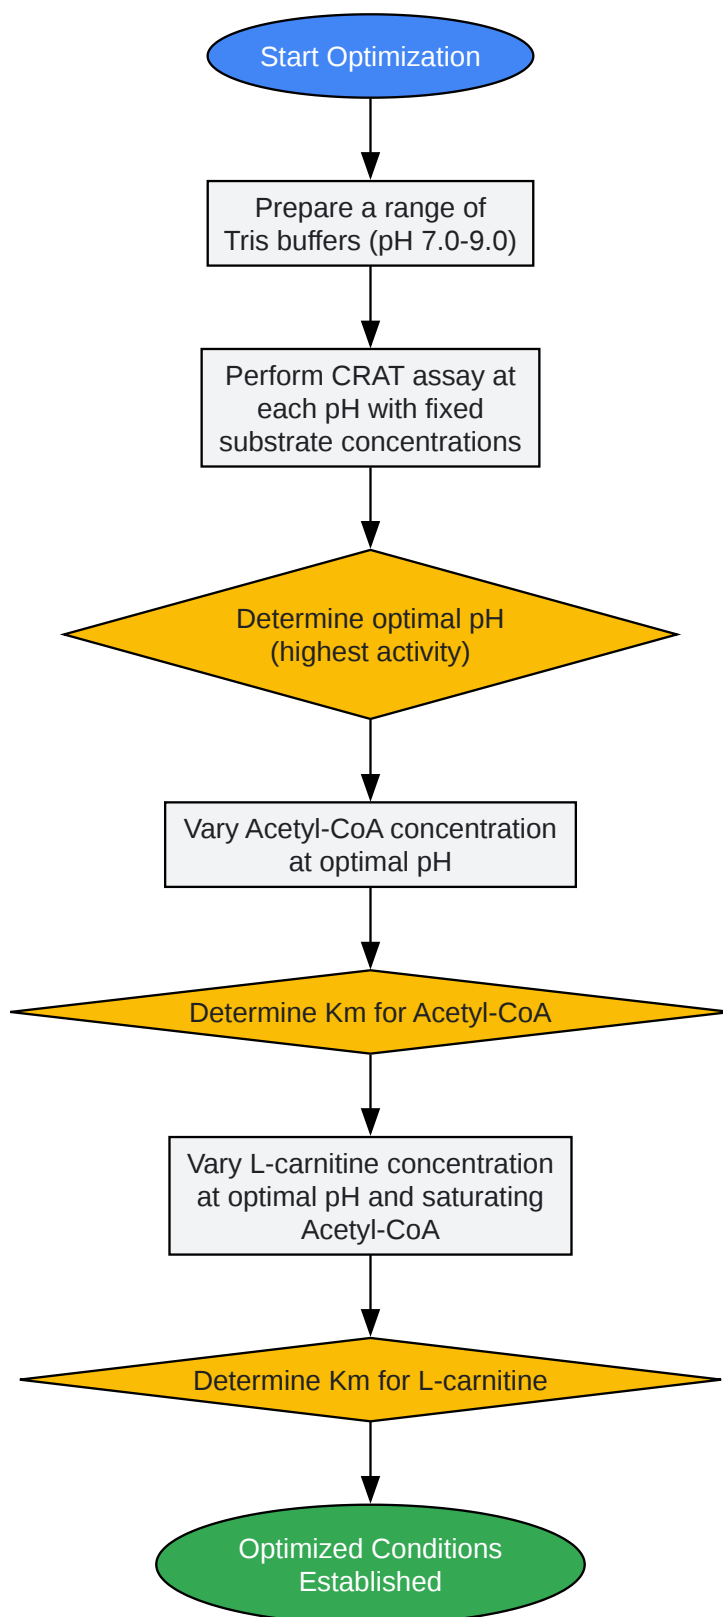 Start Optimization
Prepare a range of
Tris buffers (pH 7.0-9.0)
Perform CRAT assay at
each pH with fixed
substrate concentrations
Determine optimal pH
(highest activity)
Vary Acetyl-CoA concentration
at optimal pH
Determine Km for Acetyl-CoA
Vary L-carnitine concentration
at optimal pH and saturating
Acetyl-CoA
Determine Km for L-carnitine
Optimized Conditions
Established